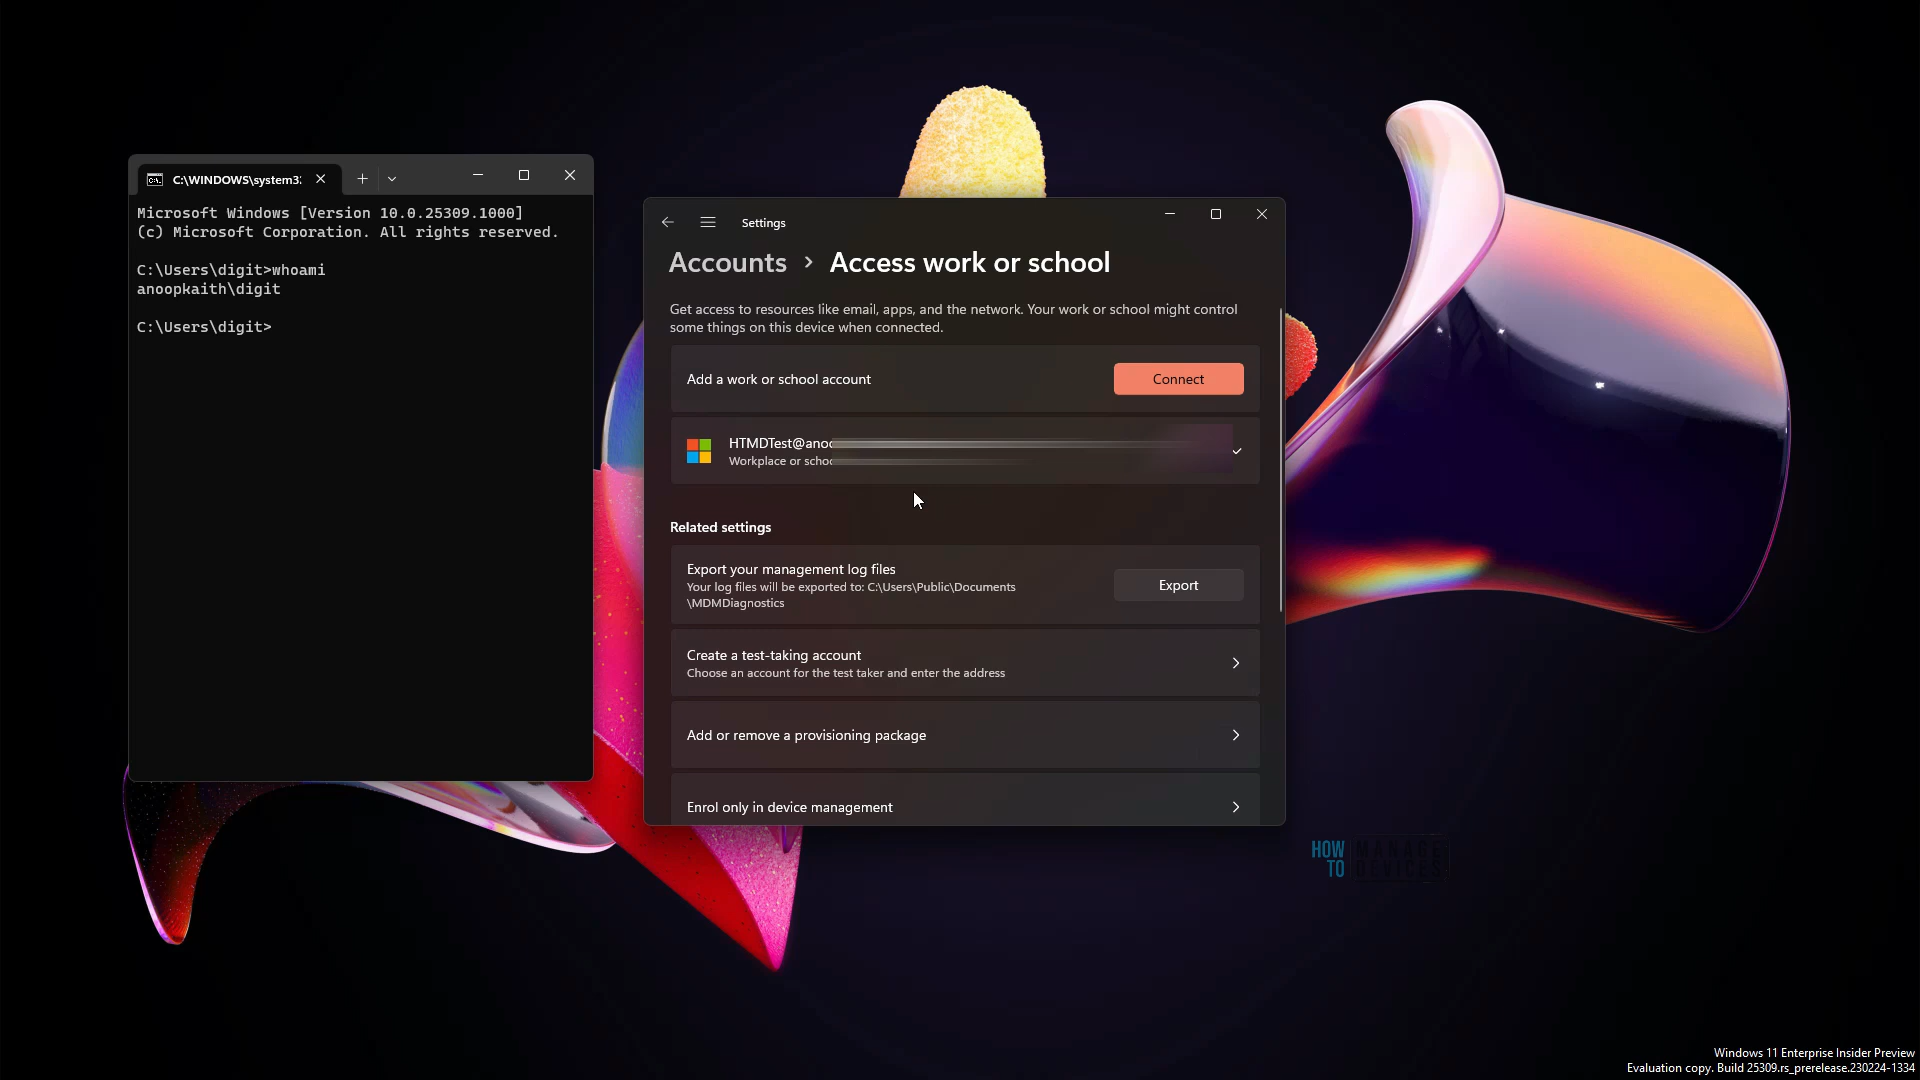 C:\WINDOWS\system3
Microsoft Windows [Version 10.0.25309.1000]
(c) Microsoft Corporation. All rights reserved.
C:\Users\digit>whoami
anoopkaith\digit
C:\Users\digit>
Settings
Accounts > Access work or school
Get access to resources like email, apps, and the network. Your work or school might control
some things on this device when connected.
Add a work or school account
Connect
HTMDTest@anoo
Workplace or schoo
Related settings
Export your management log files
Your log files will be exported to: C:\Users\Public\Documents
\MDMDiagnostics
Export
Create a test-taking account
Choose an account for the test taker and enter the address
Add or remove a provisioning package
Enrol only in device management
HOW MANAGE
TO DEVICES
Windows 11 Enterprise Insider Preview
Evaluation copy. Build 25309.rs_prerelease.230224-1334